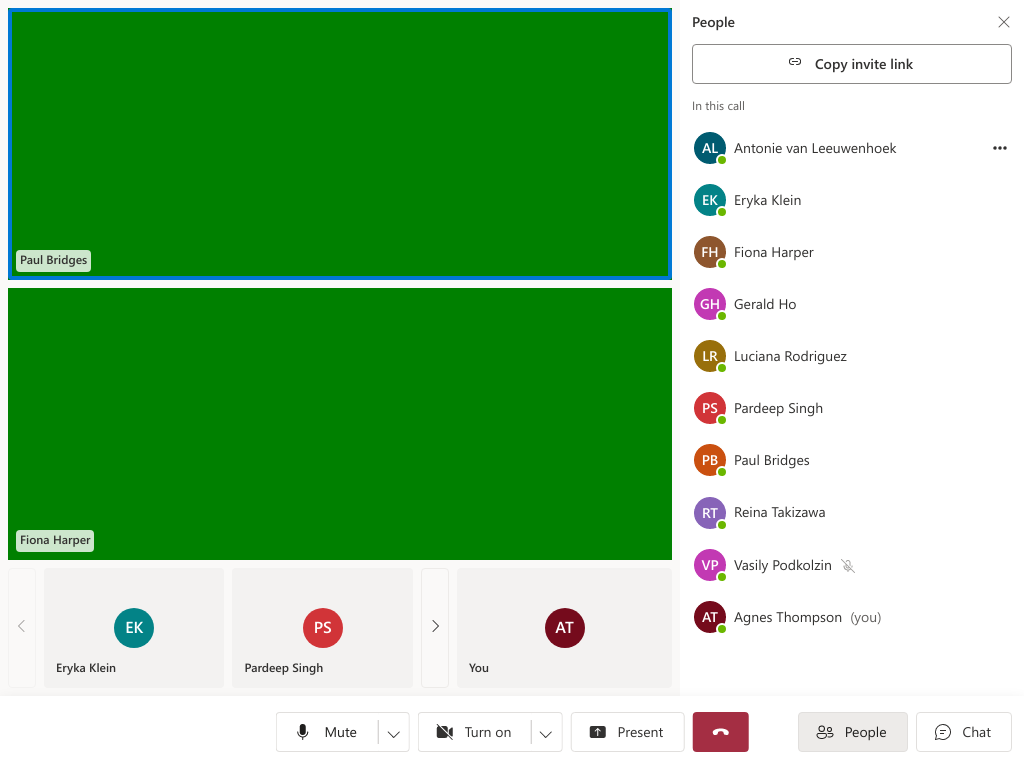 Paul Bridges
Fiona Harper
EK
Eryka Klein
PS
Pardeep Singh
AT
You
People
Copy invite link
In this call
AL Antonie van Leeuwenhoek
EK Eryka Klein
FH Fiona Harper
GH Gerald Ho
LR Luciana Rodriguez
PS Pardeep Singh
PB Paul Bridges
RT Reina Takizawa
VP Vasily Podkolzin
AT Agnes Thompson (you)
Mute
Turn on
Present
People
Chat